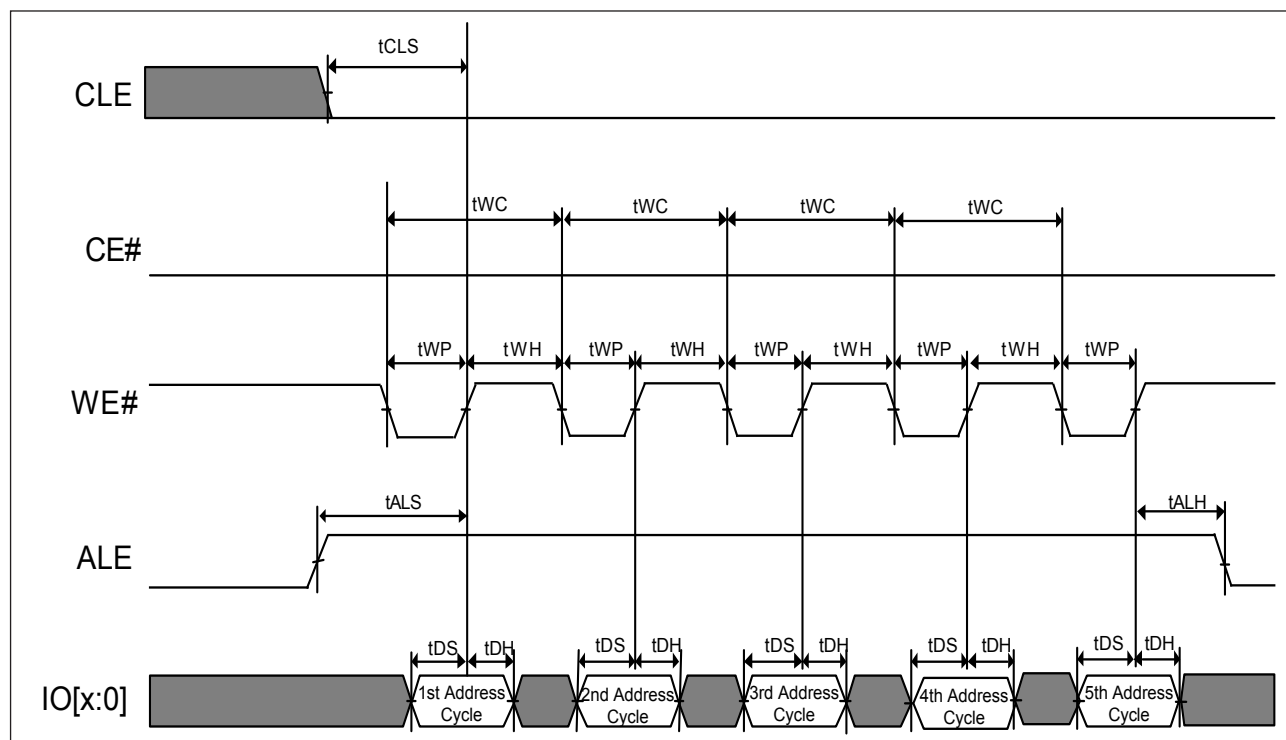 tCLS
CLE
tWC tWC tWC tWC
CE#
tWP tWH tWP tWH tWP tWH tWP tWH tWP
WE#
tALS tALH
ALE
tDS tDH tDS tDH tDS tDH tDS tDH tDS tDH
IO[x:0]
1st Address
Cycle
2nd Address
Cycle
3rd Address
Cycle
4th Address
Cycle
5th Address
Cycle